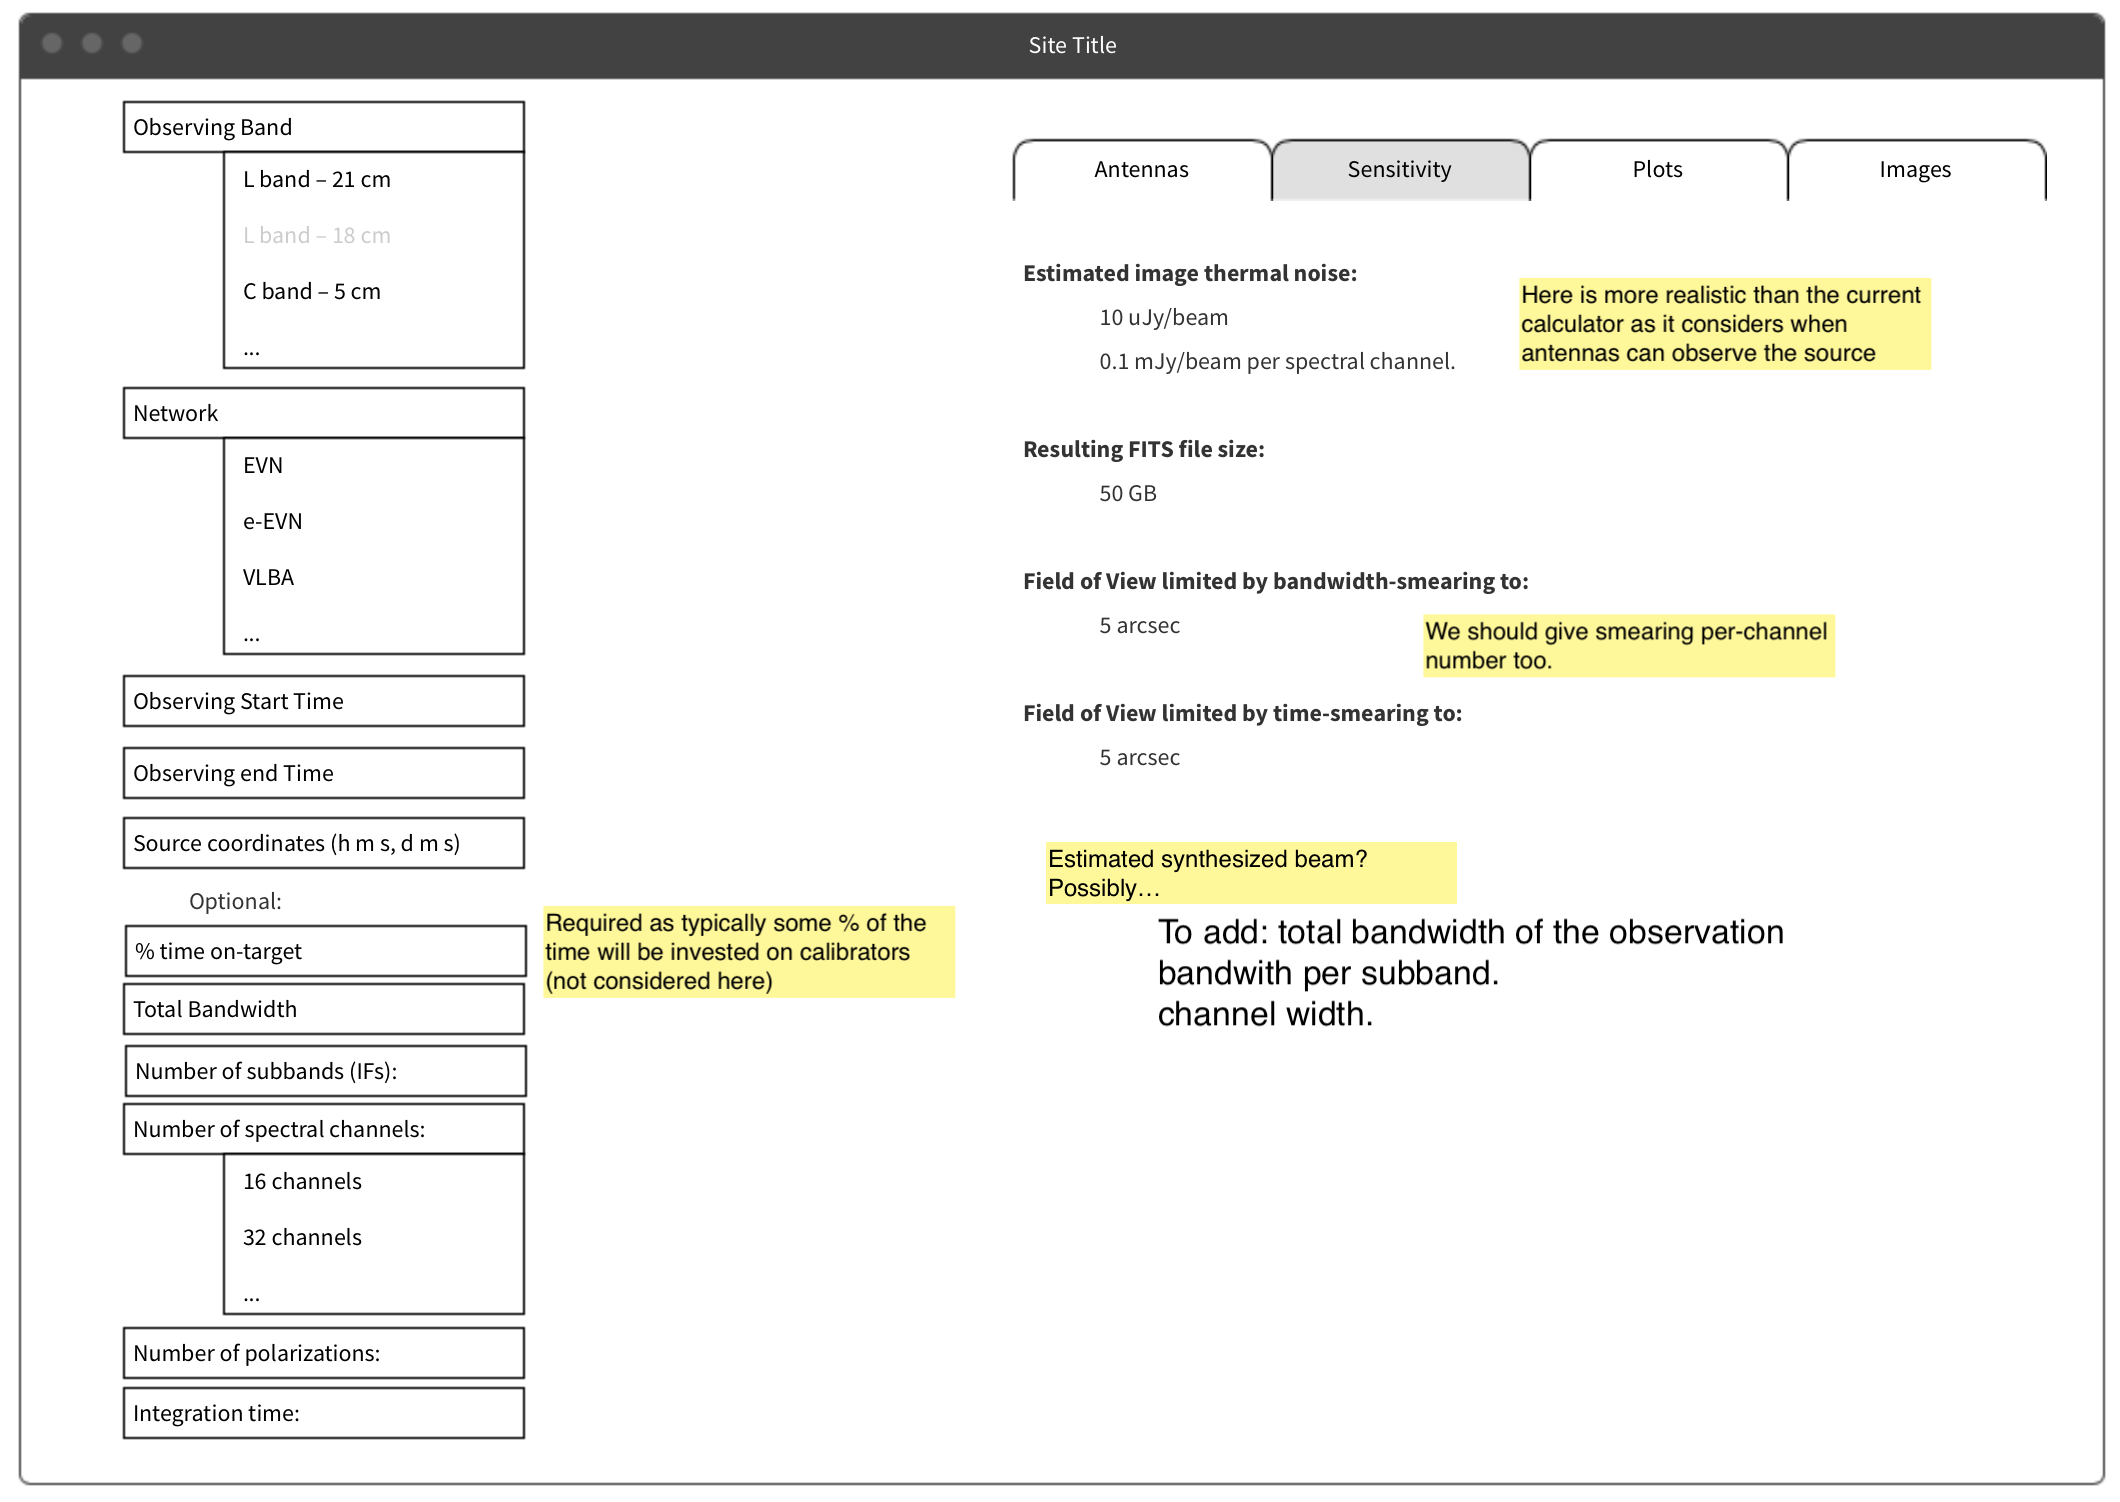 Site Title
Observing Band
L band – 21 cm
L band – 18 cm
C band – 5 cm
...
Network
EVN
e-EVN
VLBA
...
Observing Start Time
Observing end Time
Source coordinates (h m s, d m s)
Optional:
% time on-target
Required as typically some % of the
time will be invested on calibrators
(not considered here)
Total Bandwidth
Number of subbands (IFs):
Number of spectral channels:
16 channels
32 channels
...
Number of polarizations:
Integration time:
Antennas
Sensitivity
Plots
Images
Estimated image thermal noise:
10 uJy/beam
0.1 mJy/beam per spectral channel.
Here is more realistic than the current
calculator as it considers when
antennas can observe the source
Resulting FITS file size:
50 GB
Field of View limited by bandwidth-smearing to:
5 arcsec
We should give smearing per-channel
number too.
Field of View limited by time-smearing to:
5 arcsec
Estimated synthesized beam?
Possibly…
To add: total bandwidth of the observation
bandwith per subband.
channel width.